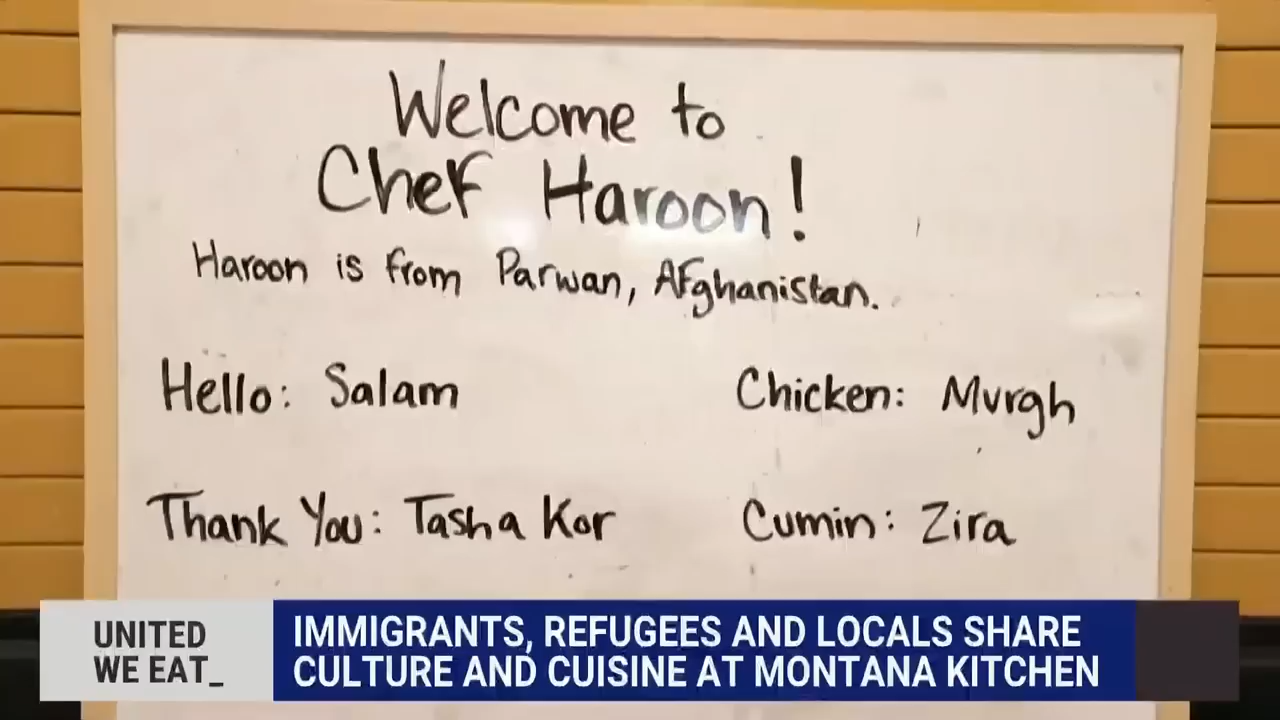 Welcome to
Chef Haroon!
Haroon is from Parwan, Afghanistan.
Hello: Salam
Chicken: Murgh
Thank You: Tasha Kor
Cumin: Zira
UNITED
WE EAT_
IMMIGRANTS, REFUGEES AND LOCALS SHARE
CULTURE AND CUISINE AT MONTANA KITCHEN